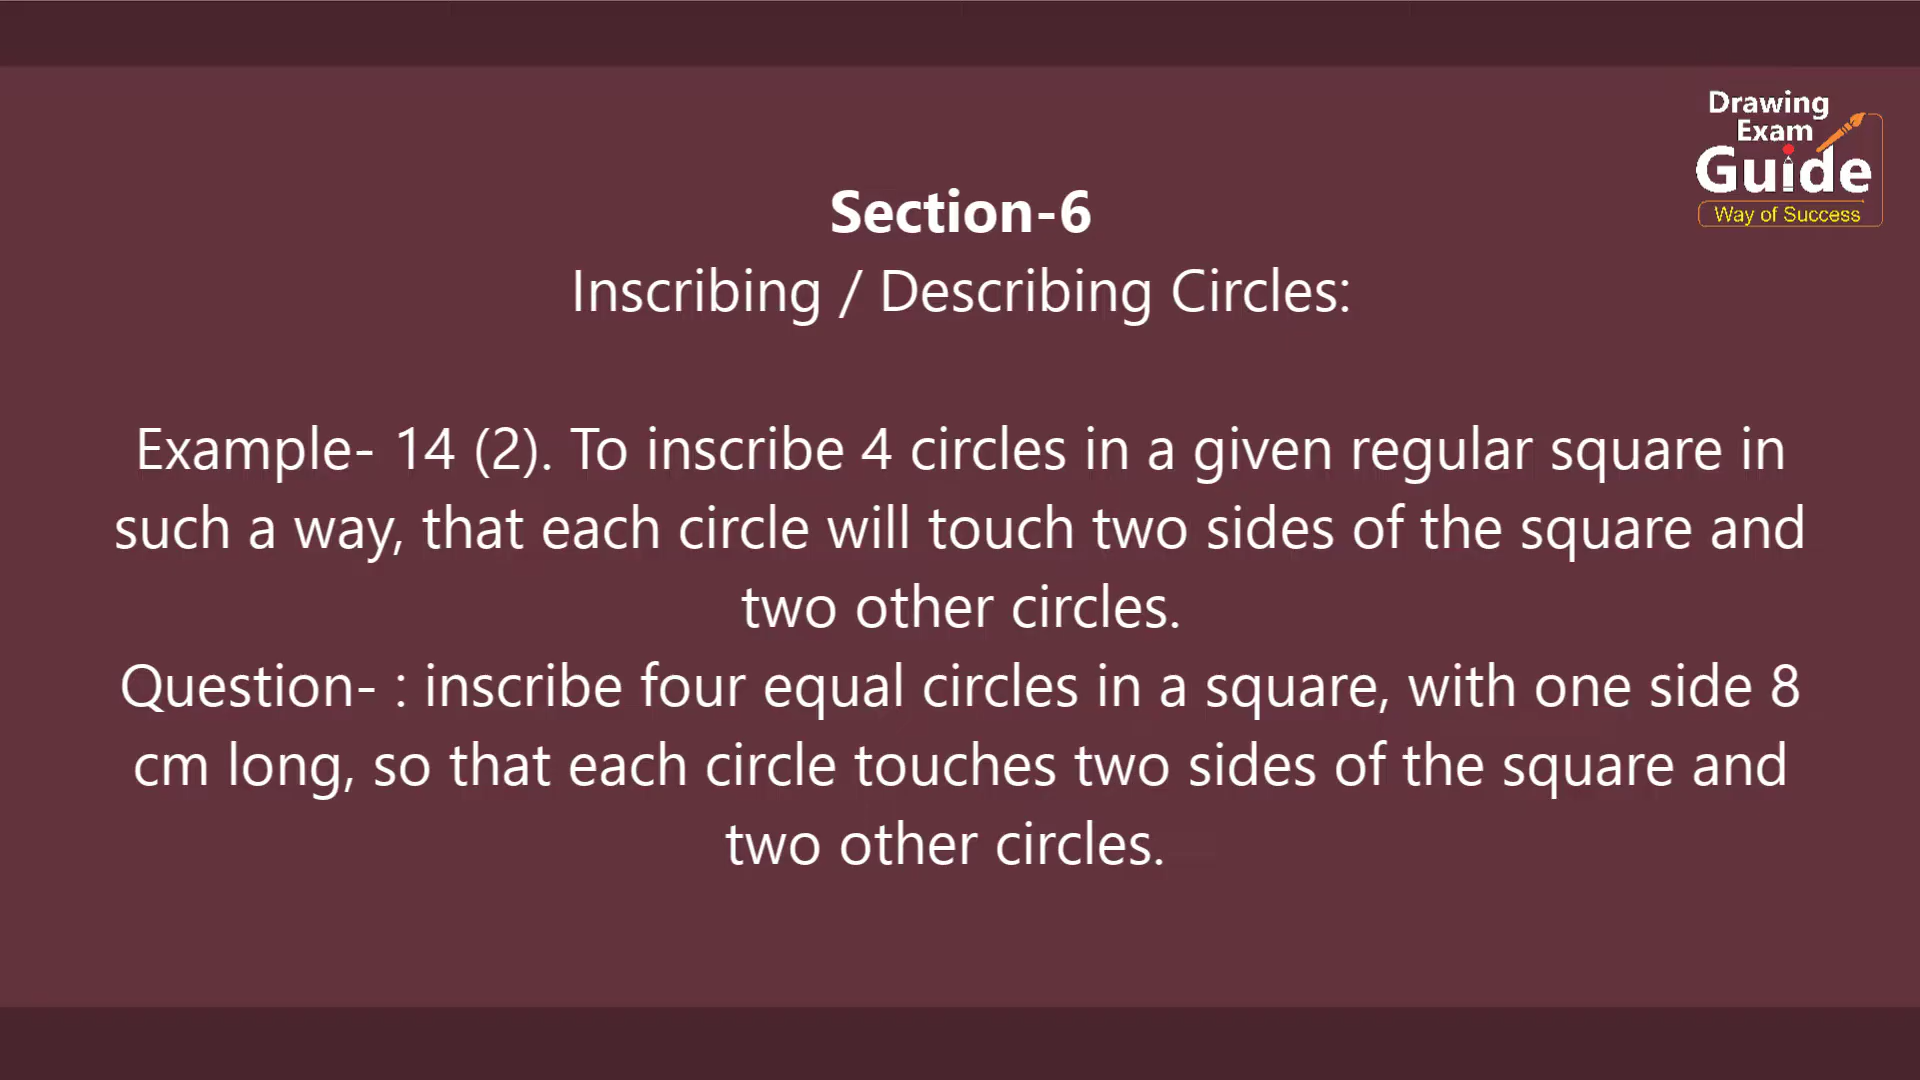 Drawing
Exam
Guide
Way of Success
Section-6
Inscribing / Describing Circles:
Example- 14 (2). To inscribe 4 circles in a given regular square in
such a way, that each circle will touch two sides of the square and
two other circles.
Question- : inscribe four equal circles in a square, with one side 8
cm long, so that each circle touches two sides of the square and
two other circles.